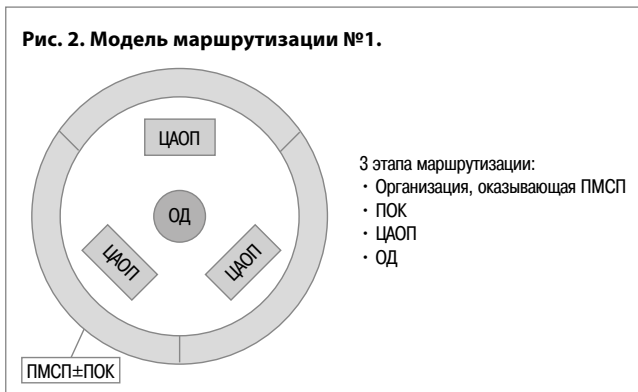 Рис. 2. Модель маршрутизации №1.
ЦАОП
ОД
ЦАОП
ЦАОП
ПМСП±ПОК
3 этапа маршрутизации:
· Организация, оказывающая ПМСП
· ПОК
· ЦАОП
· ОД